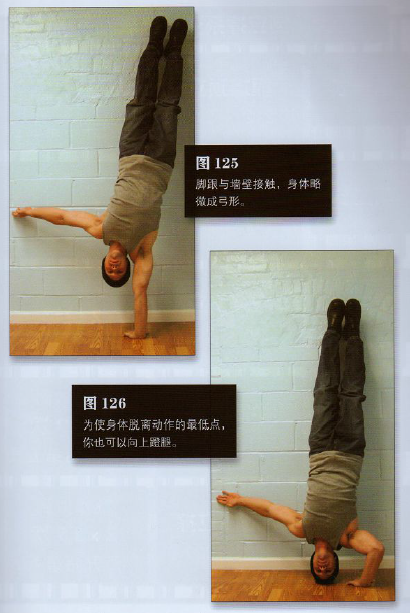 图 125
脚跟与墙壁接触，身体略
微成弓形。
图 126
为使身体脱离动作的最低点，
你也可以向上蹬腿。